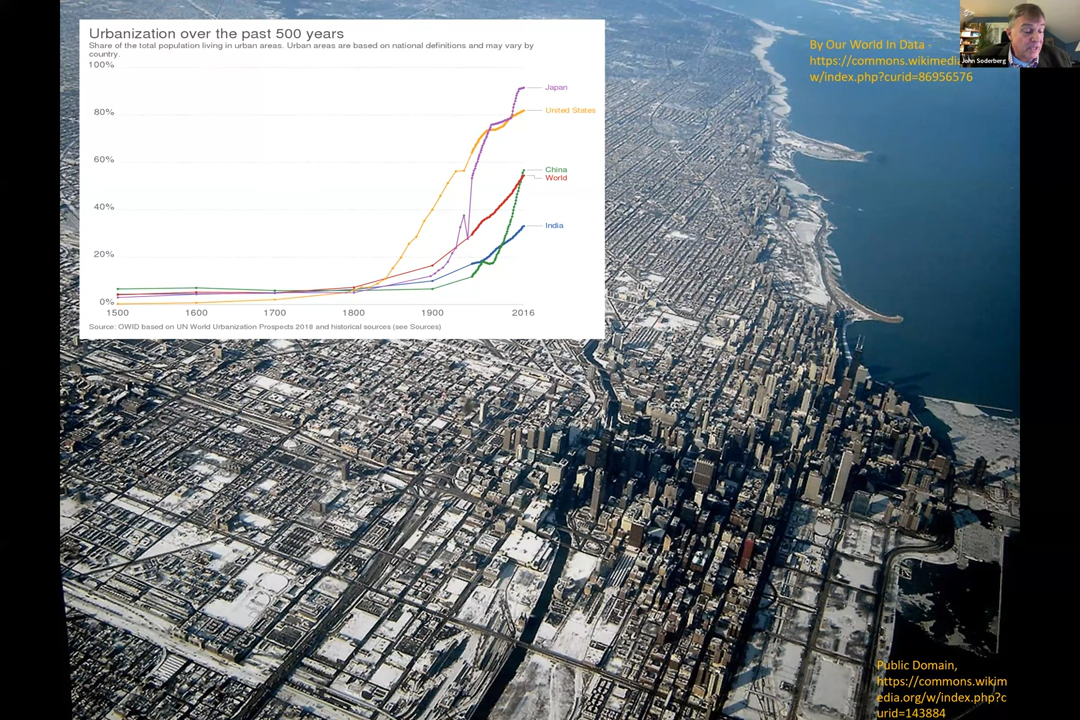 Urbanization over the past 500 years
Share of the total population living in urban areas. Urban areas are based on national definitions and may vary by
country.
100%
80%
60%
40%
20%
0%
1500
1600
1700
1800
1900
2016
Japan
United States
China
World
India
Source: OWID based on UN World Urbanization Prospects 2018 and historical sources (see Sources)
By Our World In Data -
https://commons.wikimedia
w/index.php?curid=86956576
John Soderberg
Public Domain,
https://commons.wikim
edia.org/w/index.php?c
urid=143884